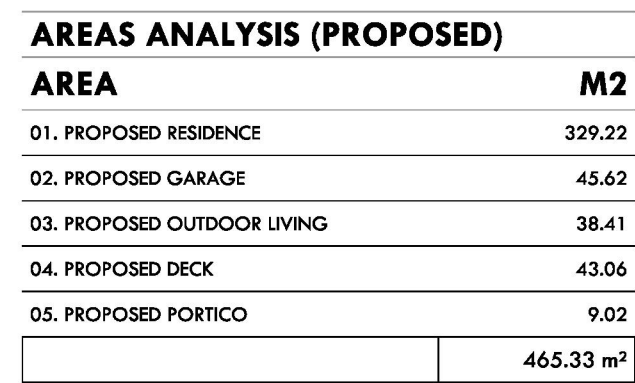 AREAS ANALYSIS (PROPOSED)
AREA M2
01. PROPOSED RESIDENCE 329.22
02. PROPOSED GARAGE 45.62
03. PROPOSED OUTDOOR LIVING 38.41
04. PROPOSED DECK 43.06
05. PROPOSED PORTICO 9.02
465.33 m²